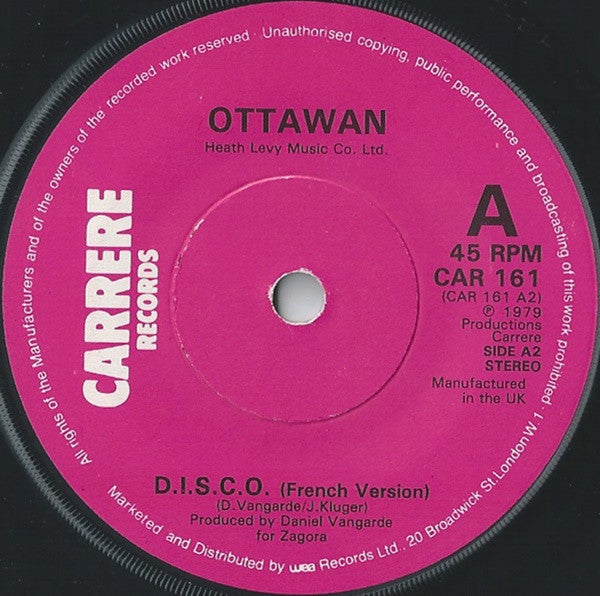 All rights of the Manufacturers and of the owners of the recorded work reserved · Unauthorised copying, public performance and broadcasting of this work prohibited.
OTTAWAN
Heath Levy Music Co. Ltd.
CARRERE
RECORDS
A
45 RPM
CAR 161
(CAR 161 A2)
℗ 1979
Productions
Carrere
SIDE A2
STEREO
Manufactured
in the UK
D.I.S.C.O. (French Version)
(D.Vangarde/J.Kluger)
Produced by Daniel Vangarde
for Zagora
Marketed and Distributed by wea Records Ltd., 20 Broadwick St. London W1 ·